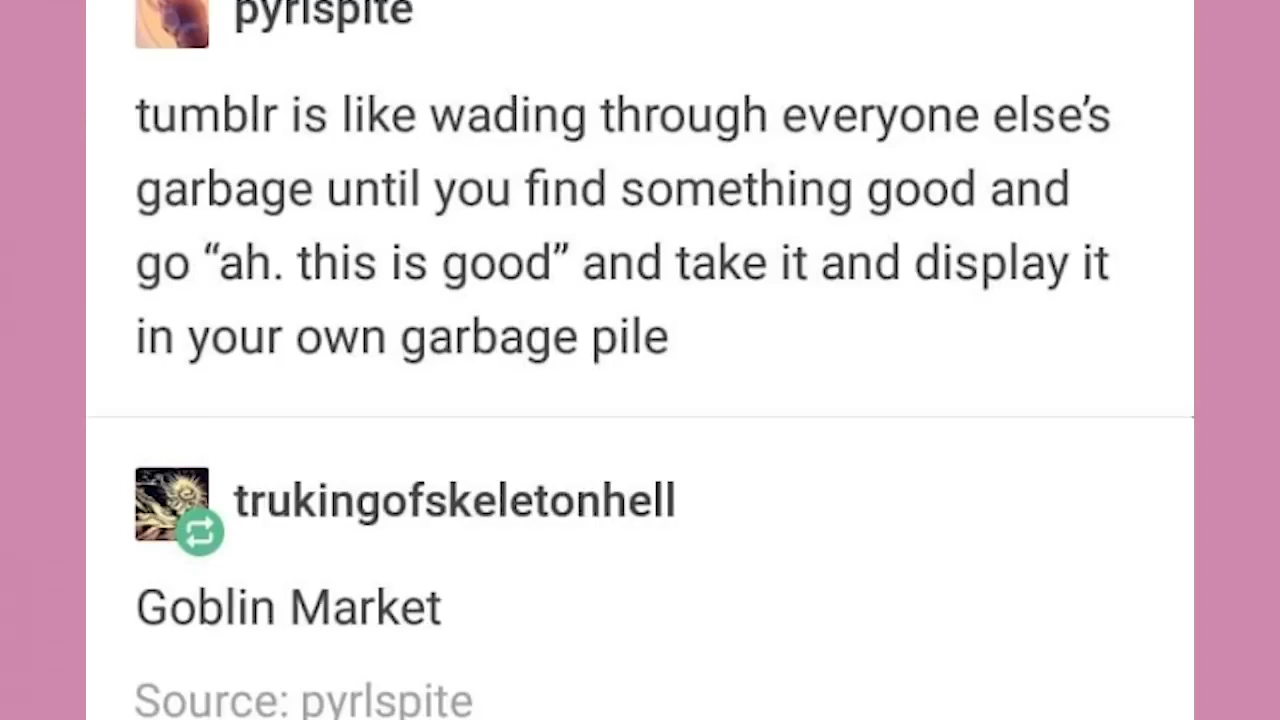 pyrlspite
tumblr is like wading through everyone else’s
garbage until you find something good and
go “ah. this is good” and take it and display it
in your own garbage pile
trukingofskeletonhell
Goblin Market
Source: pyrlspite